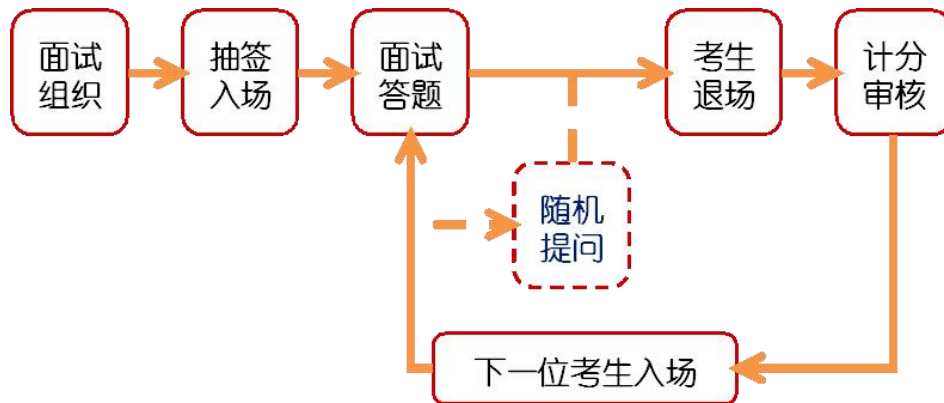 面试
组织
抽签
入场
面试
答题
考生
退场
计分
审核
随机
提问
下一位考生入场